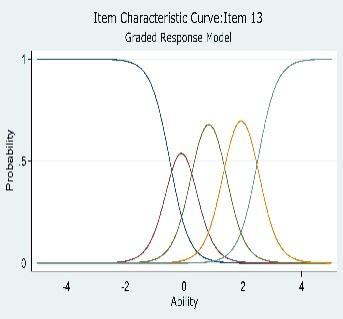 Item Characteristic Curve:Item 13
Graded Response Model
1
.5
0
Probability
-4 -2 0 2 4
Ability